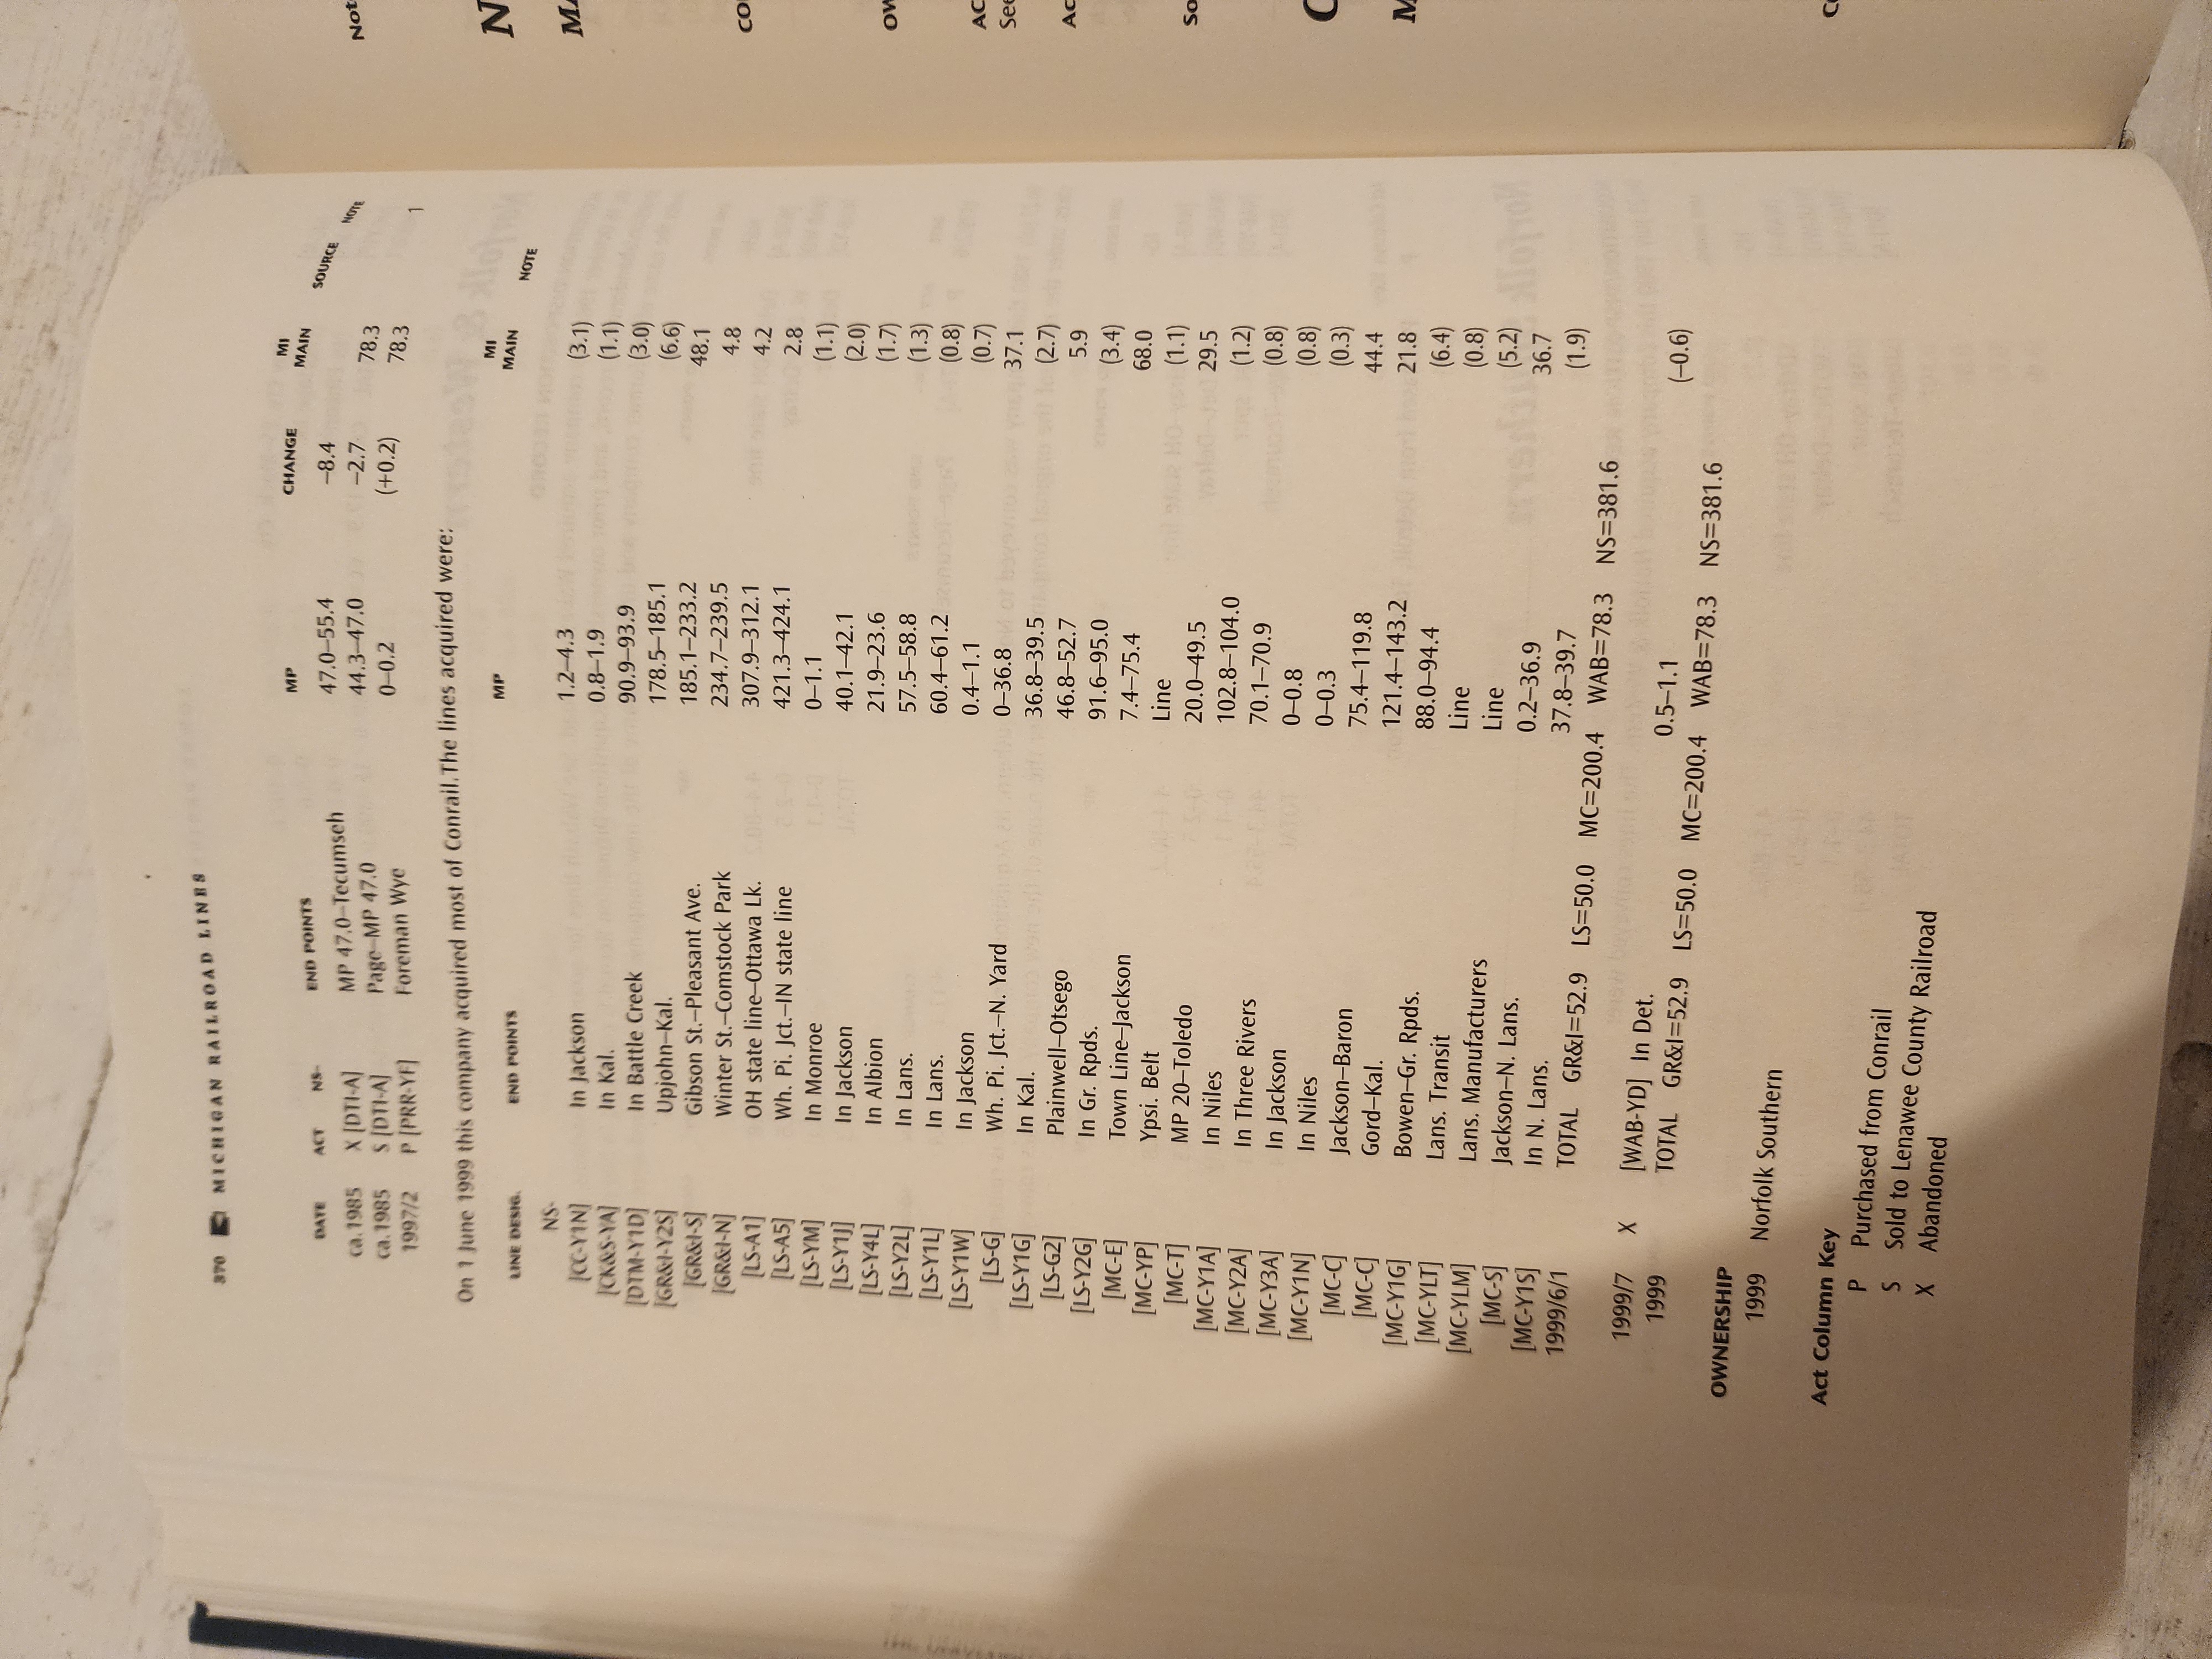 370 MICHIGAN RAILROAD LINES
DATE ACT NS- END POINTS MP CHANGE MI MAIN SOURCE NOTE
ca. 1985 X [DTI-A] MP 47.0–Tecumseh 47.0–55.4 –8.4
ca. 1985 S [DTI-A] Page–MP 47.0 44.3–47.0 –2.7 78.3
1997/2 P [PRR-YF] Foreman Wye 0–0.2 (+0.2) 78.3 1
On 1 June 1999 this company acquired most of Conrail. The lines acquired were:
LINE DESIG. END POINTS MP MI MAIN NOTE
NS-
[CC-Y1N] In Jackson 1.2–4.3 (3.1)
[CK&S-YA] In Kal. 0.8–1.9 (1.1)
[DTM-Y1D] In Battle Creek 90.9–93.9 (3.0)
[GR&I-Y2S] Upjohn–Kal. 178.5–185.1 (6.6)
[GR&I-S] Gibson St.–Pleasant Ave. 185.1–233.2 48.1
[GR&I-N] Winter St.–Comstock Park 234.7–239.5 4.8
[LS-A1] OH state line–Ottawa Lk. 307.9–312.1 4.2
[LS-A5] Wh. Pi. Jct.–IN state line 421.3–424.1 2.8
[LS-YM] In Monroe 0–1.1 (1.1)
[LS-Y1J] In Jackson 40.1–42.1 (2.0)
[LS-Y4L] In Albion 21.9–23.6 (1.7)
[LS-Y2L] In Lans. 57.5–58.8 (1.3)
[LS-Y1L] In Lans. 60.4–61.2 (0.8)
[LS-Y1W] In Jackson 0.4–1.1 (0.7)
[LS-G] Wh. Pi. Jct.–N. Yard 0–36.8 37.1
[LS-Y1G] In Kal. 36.8–39.5 (2.7)
[LS-G2] Plainwell–Otsego 46.8–52.7 5.9
[LS-Y2G] In Gr. Rpds. 91.6–95.0 (3.4)
[MC-E] Town Line–Jackson 7.4–75.4 68.0
[MC-YP] Ypsi. Belt Line (1.1)
[MC-T] MP 20–Toledo 20.0–49.5 29.5
[MC-Y1A] In Niles 102.8–104.0 (1.2)
[MC-Y2A] In Three Rivers 70.1–70.9 (0.8)
[MC-Y3A] In Jackson 0–0.8 (0.8)
[MC-Y1N] In Niles 0–0.3 (0.3)
[MC-C] Jackson–Baron 75.4–119.8 44.4
[MC-C] Gord–Kal. 121.4–143.2 21.8
[MC-Y1G] Bowen–Gr. Rpds. 88.0–94.4 (6.4)
[MC-YLT] Lans. Transit Line (0.8)
[MC-YLM] Lans. Manufacturers Line (5.2)
[MC-S] Jackson–N. Lans. 0.2–36.9 36.7
[MC-Y1S] In N. Lans. 37.8–39.7 (1.9)
1999/6/1 TOTAL GR&I=52.9 LS=50.0 MC=200.4 WAB=78.3 NS=381.6
1999/7 X [WAB-YD] In Det. 0.5–1.1 (–0.6)
1999 TOTAL GR&I=52.9 LS=50.0 MC=200.4 WAB=78.3 NS=381.6
OWNERSHIP
1999 Norfolk Southern
Act Column Key
P Purchased from Conrail
S Sold to Lenawee County Railroad
X Abandoned